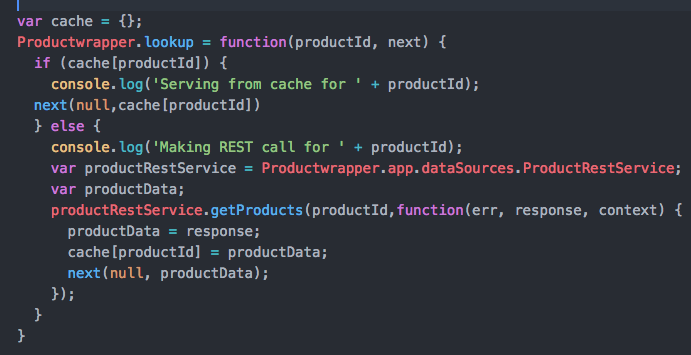 var cache = {};
Productwrapper.lookup = function(productId, next) {
  if (cache[productId]) {
    console.log('Serving from cache for ' + productId);
  next(null,cache[productId])
  } else {
    console.log('Making REST call for ' + productId);
    var productRestService = Productwrapper.app.dataSources.ProductRestService;
    var productData;
    productRestService.getProducts(productId,function(err, response, context) {
      productData = response;
      cache[productId] = productData;
      next(null, productData);
    });
  }
}